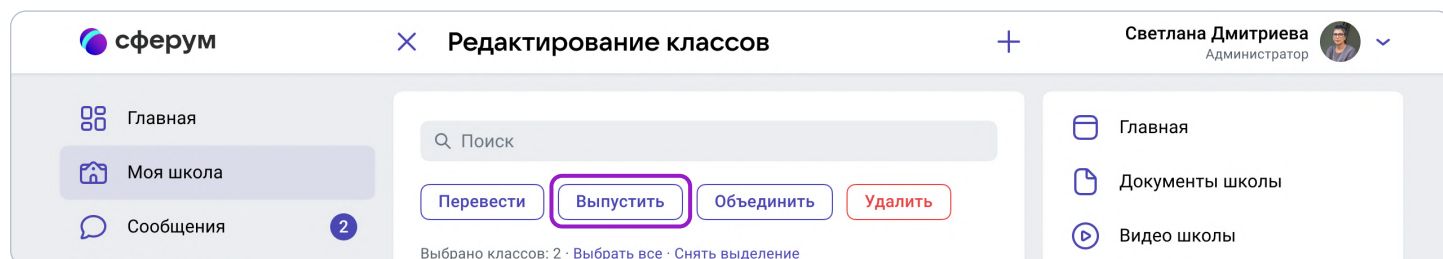 сферум
Редактирование классов
Светлана Дмитриева
Администратор
Главная
Моя школа
Сообщения 2
Поиск
Перевести Выпустить Объединить Удалить
Выбрано классов: 2 · Выбрать все · Снять выделение
Главная
Документы школы
Видео школы